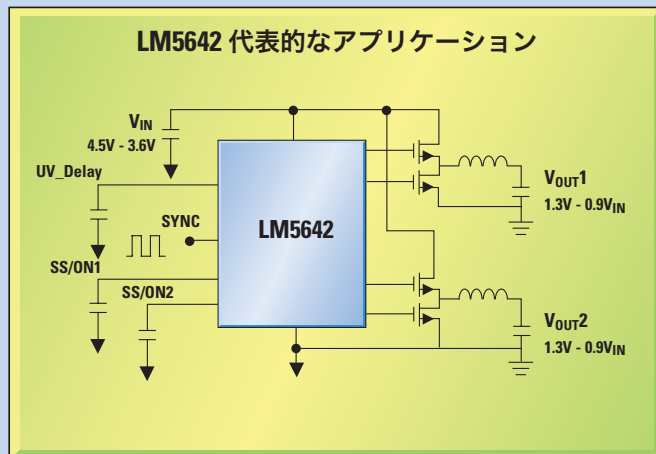 LM5642 代表的なアプリケーション
VIN
4.5V - 3.6V
UV_Delay
SYNC
SS/ON1
SS/ON2
LM5642
VOUT1
1.3V - 0.9VIN
VOUT2
1.3V - 0.9VIN